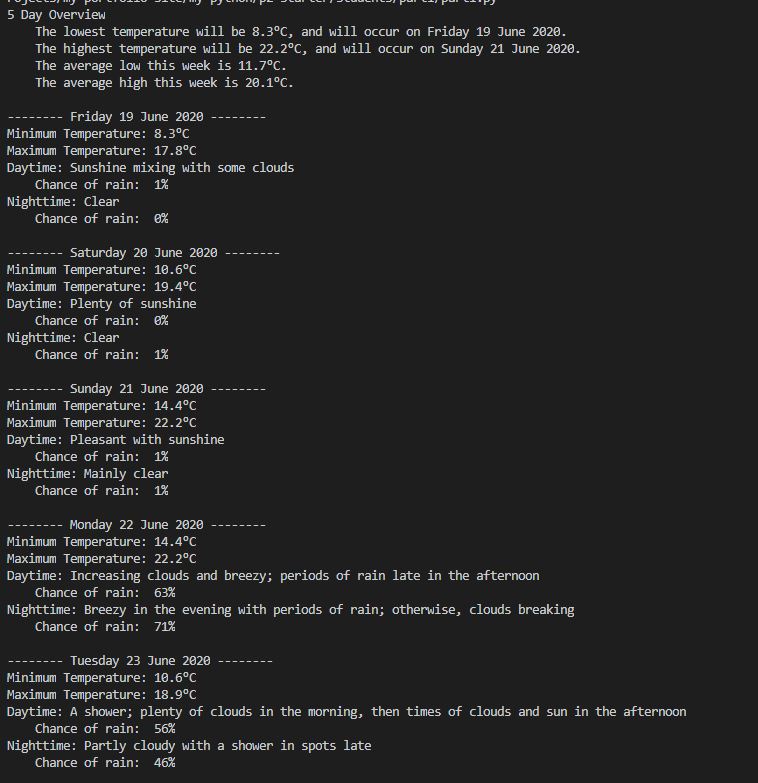 5 Day Overview
    The lowest temperature will be 8.3°C, and will occur on Friday 19 June 2020.
    The highest temperature will be 22.2°C, and will occur on Sunday 21 June 2020.
    The average low this week is 11.7°C.
    The average high this week is 20.1°C.

-------- Friday 19 June 2020 --------
Minimum Temperature: 8.3°C
Maximum Temperature: 17.8°C
Daytime: Sunshine mixing with some clouds
    Chance of rain:  1%
Nighttime: Clear
    Chance of rain:  0%

-------- Saturday 20 June 2020 --------
Minimum Temperature: 10.6°C
Maximum Temperature: 19.4°C
Daytime: Plenty of sunshine
    Chance of rain:  0%
Nighttime: Clear
    Chance of rain:  1%

-------- Sunday 21 June 2020 --------
Minimum Temperature: 14.4°C
Maximum Temperature: 22.2°C
Daytime: Pleasant with sunshine
    Chance of rain:  1%
Nighttime: Mainly clear
    Chance of rain:  1%

-------- Monday 22 June 2020 --------
Minimum Temperature: 14.4°C
Maximum Temperature: 22.2°C
Daytime: Increasing clouds and breezy; periods of rain late in the afternoon
    Chance of rain:  63%
Nighttime: Breezy in the evening with periods of rain; otherwise, clouds breaking
    Chance of rain:  71%

-------- Tuesday 23 June 2020 --------
Minimum Temperature: 10.6°C
Maximum Temperature: 18.9°C
Daytime: A shower; plenty of clouds in the morning, then times of clouds and sun in the afternoon
    Chance of rain:  56%
Nighttime: Partly cloudy with a shower in spots late
    Chance of rain:  46%